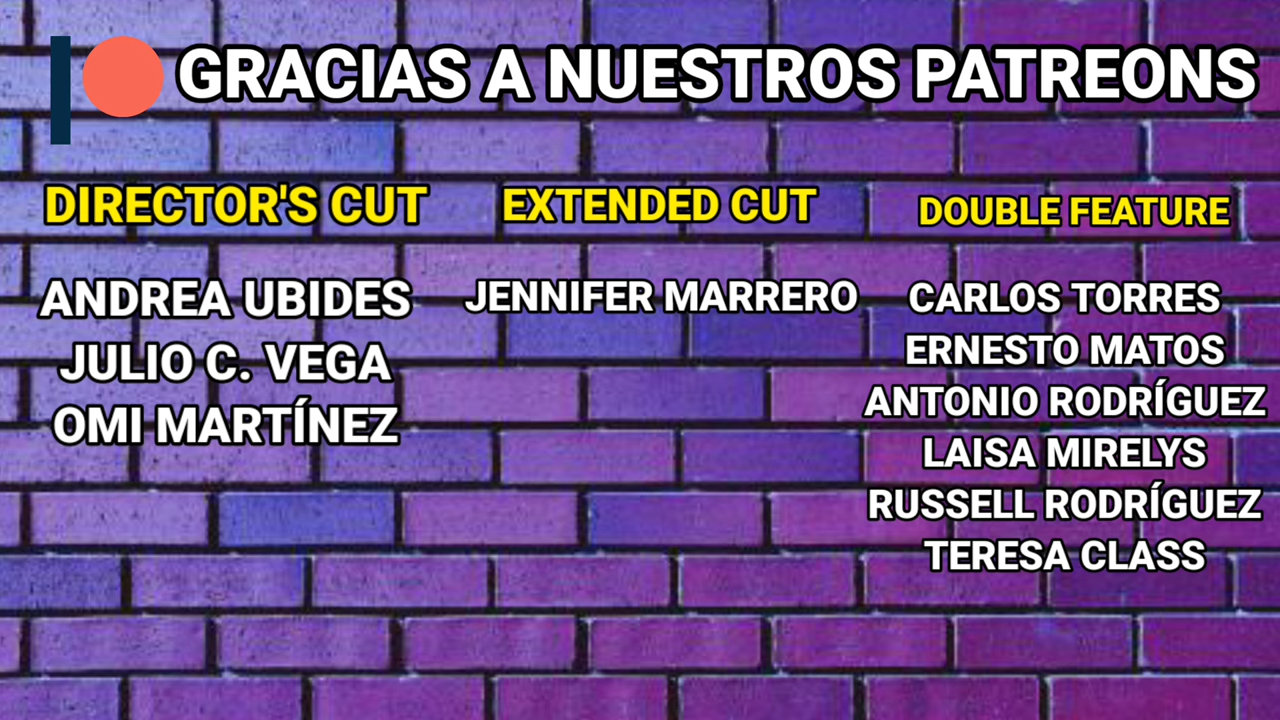 GRACIAS A NUESTROS PATREONS
DIRECTOR'S CUT
ANDREA UBIDES
JULIO C. VEGA
OMI MARTÍNEZ
EXTENDED CUT
JENNIFER MARRERO
DOUBLE FEATURE
CARLOS TORRES
ERNESTO MATOS
ANTONIO RODRÍGUEZ
LAISA MIRELYS
RUSSELL RODRÍGUEZ
TERESA CLASS